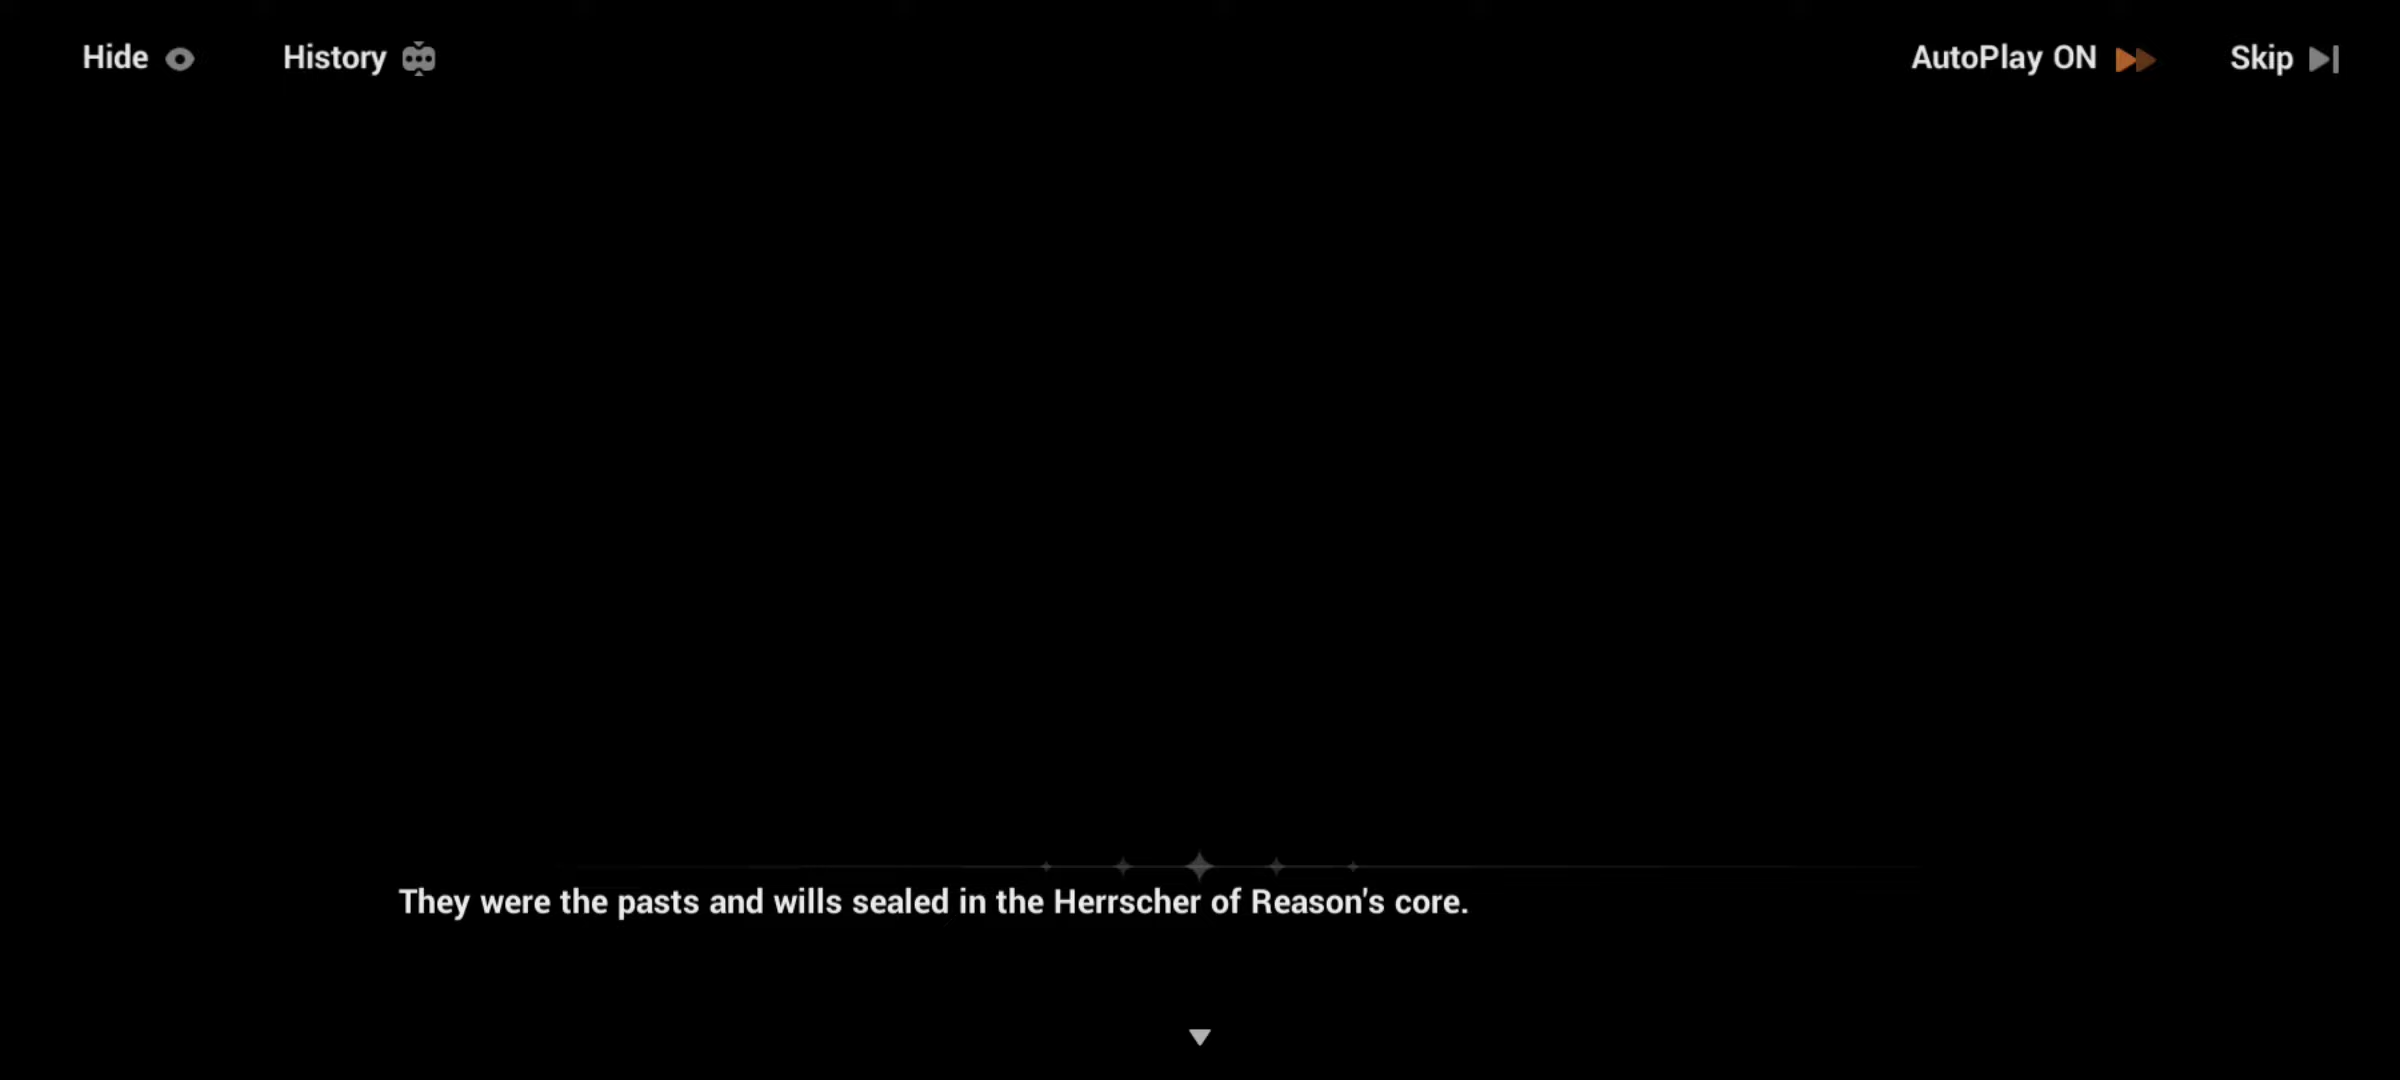 Hide
History
AutoPlay ON
Skip
They were the pasts and wills sealed in the Herrscher of Reason's core.